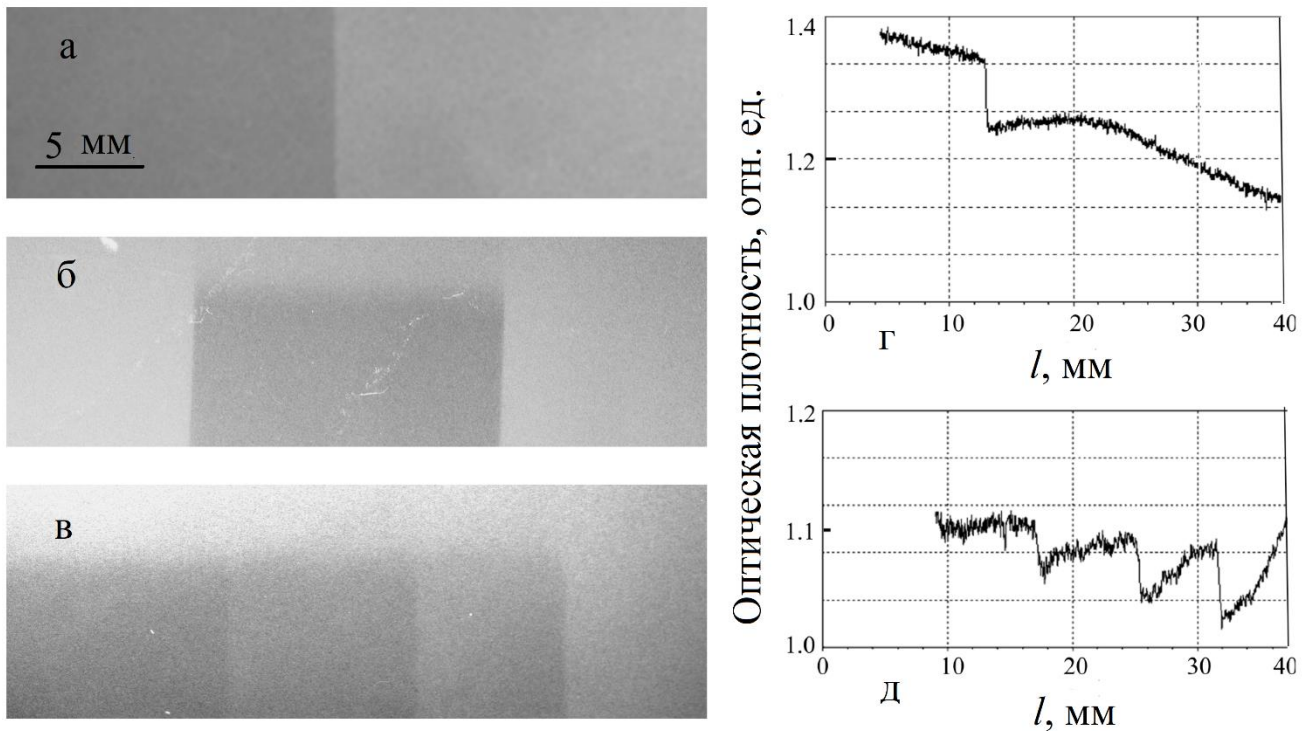 а
5 мм
б
в
Оптическая плотность, отн. ед.
1.4
1.2
1.0
0
10
20
30
40
г
l, мм
1.2
1.1
1.0
0
10
20
30
40
д
l, мм